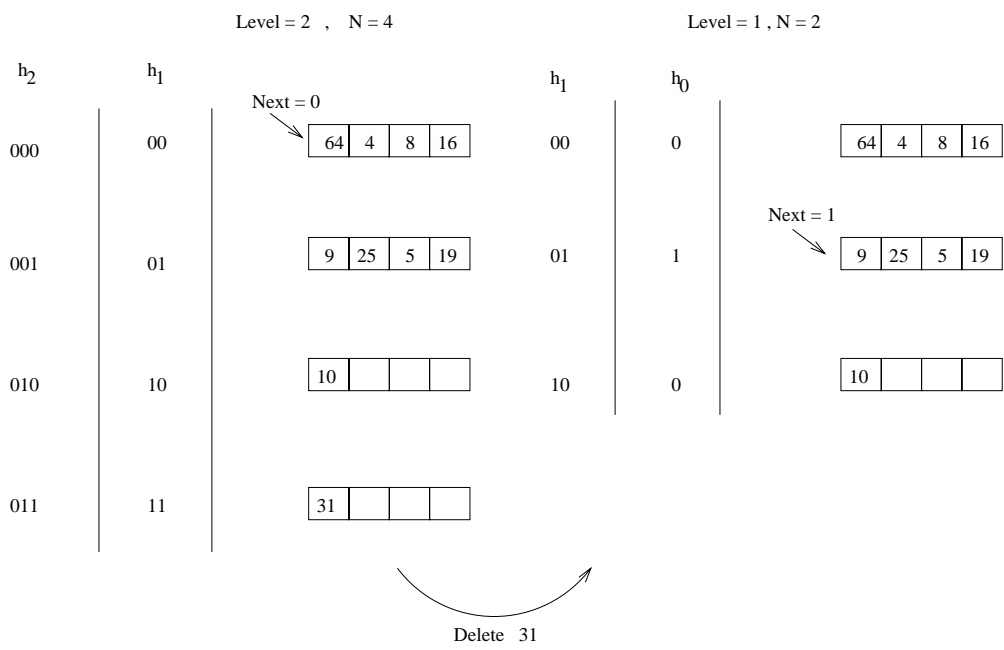 Level = 2 , N = 4
h2 h1
Next = 0
000 00 64 4 8 16
001 01 9 25 5 19
010 10 10
011 11 31
Level = 1 , N = 2
h1 h0
00 0 64 4 8 16
Next = 1
01 1 9 25 5 19
10 0 10
Delete 31